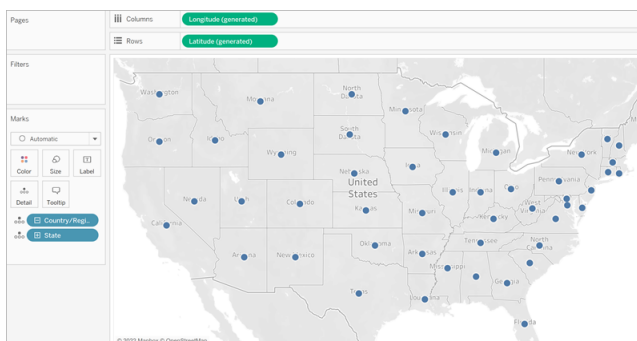 Pages
Columns
Longitude (generated)
Rows
Latitude (generated)
Filters
Marks
Automatic
Color
Size
Label
Detail
Tooltip
Country/Regi..
State
Washington
Montana
North
Dakota
Minnesota
Oregon
Idaho
South
Dakota
Wisconsin
Wyoming
Michigan
New York
Nebraska
Iowa
United
States
Pennsylvania
Nevada
Utah
Colorado
Kansas
Illinois
Indiana
Ohio
West
Virginia
Missouri
Kentucky
California
Arizona
New Mexico
Oklahoma
Arkansas
Tennessee
North
Carolina
Mississippi
Georgia
Texas
Louisiana
Florida